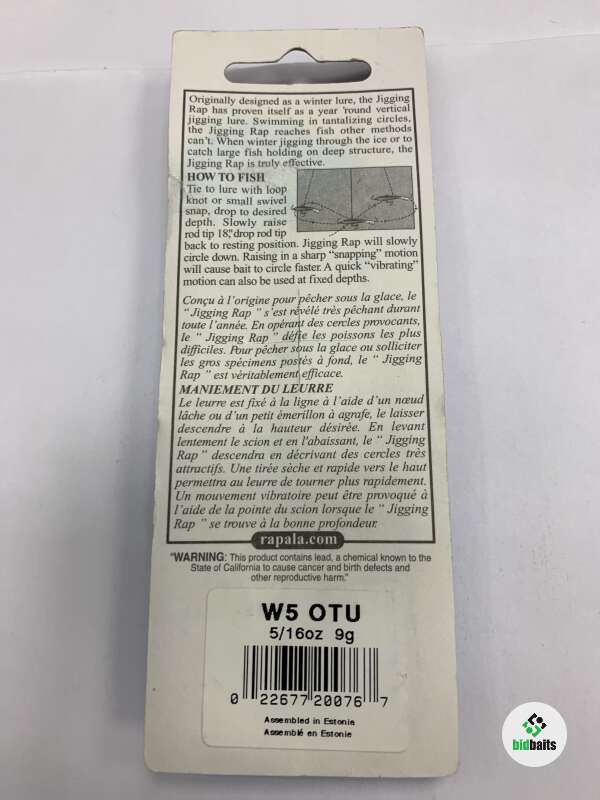 Originally designed as a winter lure, the Jigging
Rap has proven itself as a year 'round vertical
jigging lure. Swimming in tantalizing circles,
the Jigging Rap reaches fish other methods
can't. When winter jigging through the ice or to
catch large fish holding on deep structure, the
Jigging Rap is truly effective.
HOW TO FISH
Tie to lure with loop
knot or small swivel
snap, drop to desired
depth. Slowly raise
rod tip 18", drop rod tip
back to resting position. Jigging Rap will slowly
circle down. Raising in a sharp "snapping" motion
will cause bait to circle faster. A quick "vibrating"
motion can also be used at fixed depths.
Conçu à l'origine pour pêcher sous la glace, le
" Jigging Rap " s'est révélé très pêchant durant
toute l'année. En opérant des cercles provocants,
le " Jigging Rap " défie les poissons les plus
difficiles. Pour pêcher sous la glace ou solliciter
les gros spécimens postés à fond, le " Jigging
Rap " est véritablement efficace.
MANIEMENT DU LEURRE
Le leurre est fixé à la ligne à l'aide d'un nœud
lâche ou d'un petit émerillon à agrafe, le laisser
descendre à la hauteur désirée. En levant
lentement le scion et en l'abaissant, le " Jigging
Rap " descendra en décrivant des cercles très
attractifs. Une tirée sèche et rapide vers le haut
permettra au leurre de tourner plus rapidement.
Un mouvement vibratoire peut être provoqué à
l'aide de la pointe du scion lorsque le " Jigging
Rap " se trouve à la bonne profondeur.
rapala.com
"WARNING: This product contains lead, a chemical known to the
State of California to cause cancer and birth defects and
other reproductive harm."
W5 OTU
5/16oz 9g
0 22677 20076 7
Assembled in Estonie
Assemblé en Estonie
bidbaits